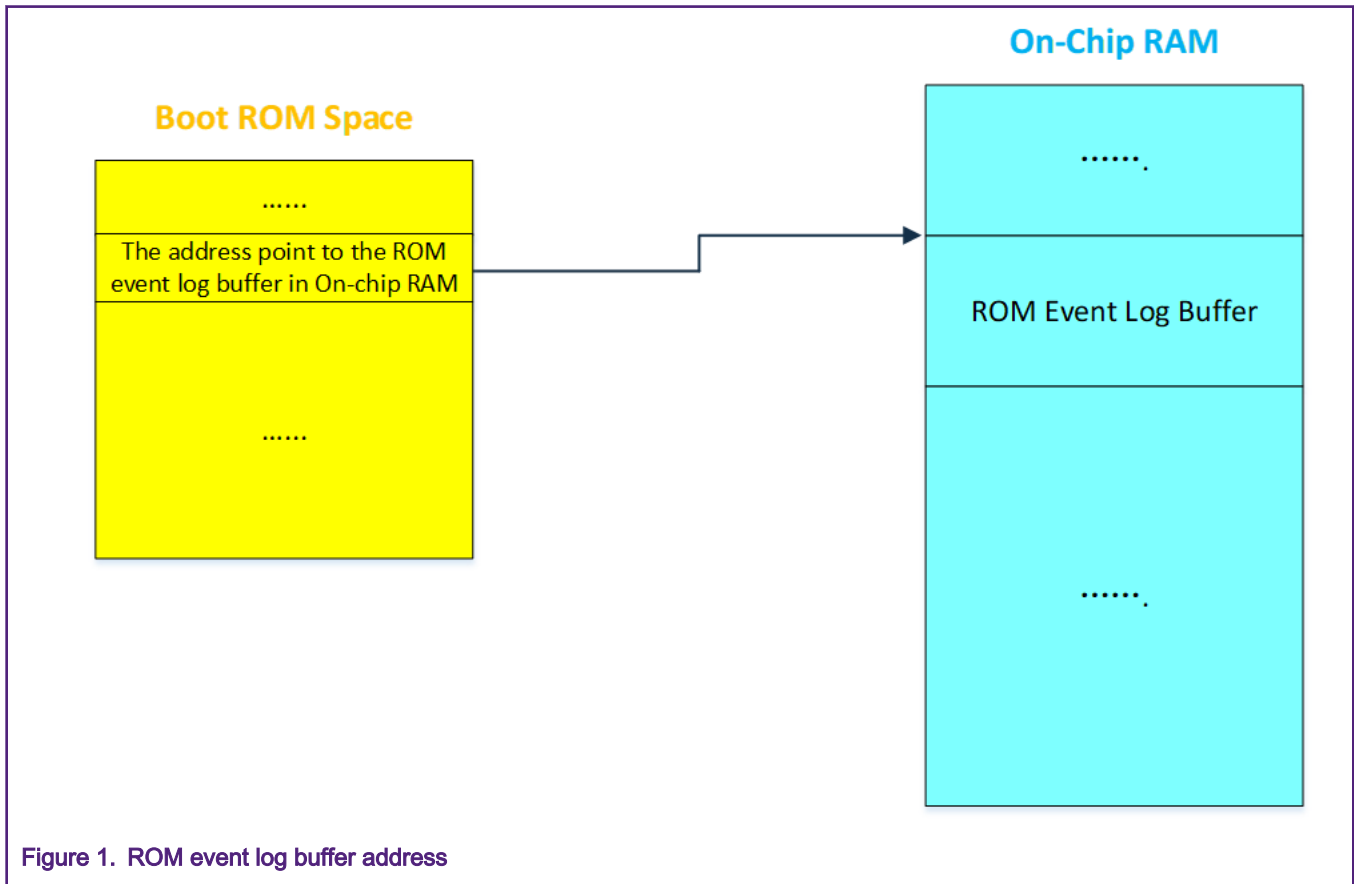 On-Chip RAM
Boot ROM Space
.......
......
The address point to the ROM
event log buffer in On-chip RAM
ROM Event Log Buffer
......
.......
Figure 1. ROM event log buffer address